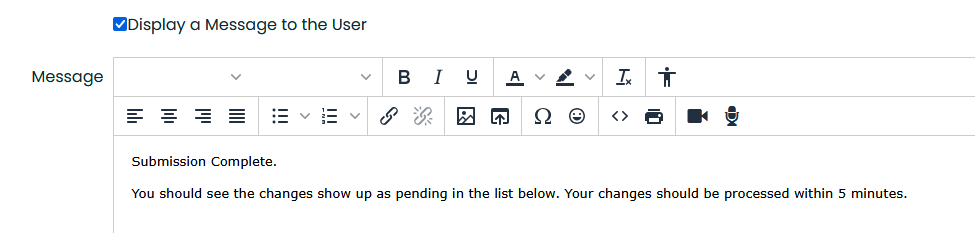 Display a Message to the User
Message
B I U A
Submission Complete.
You should see the changes show up as pending in the list below. Your changes should be processed within 5 minutes.